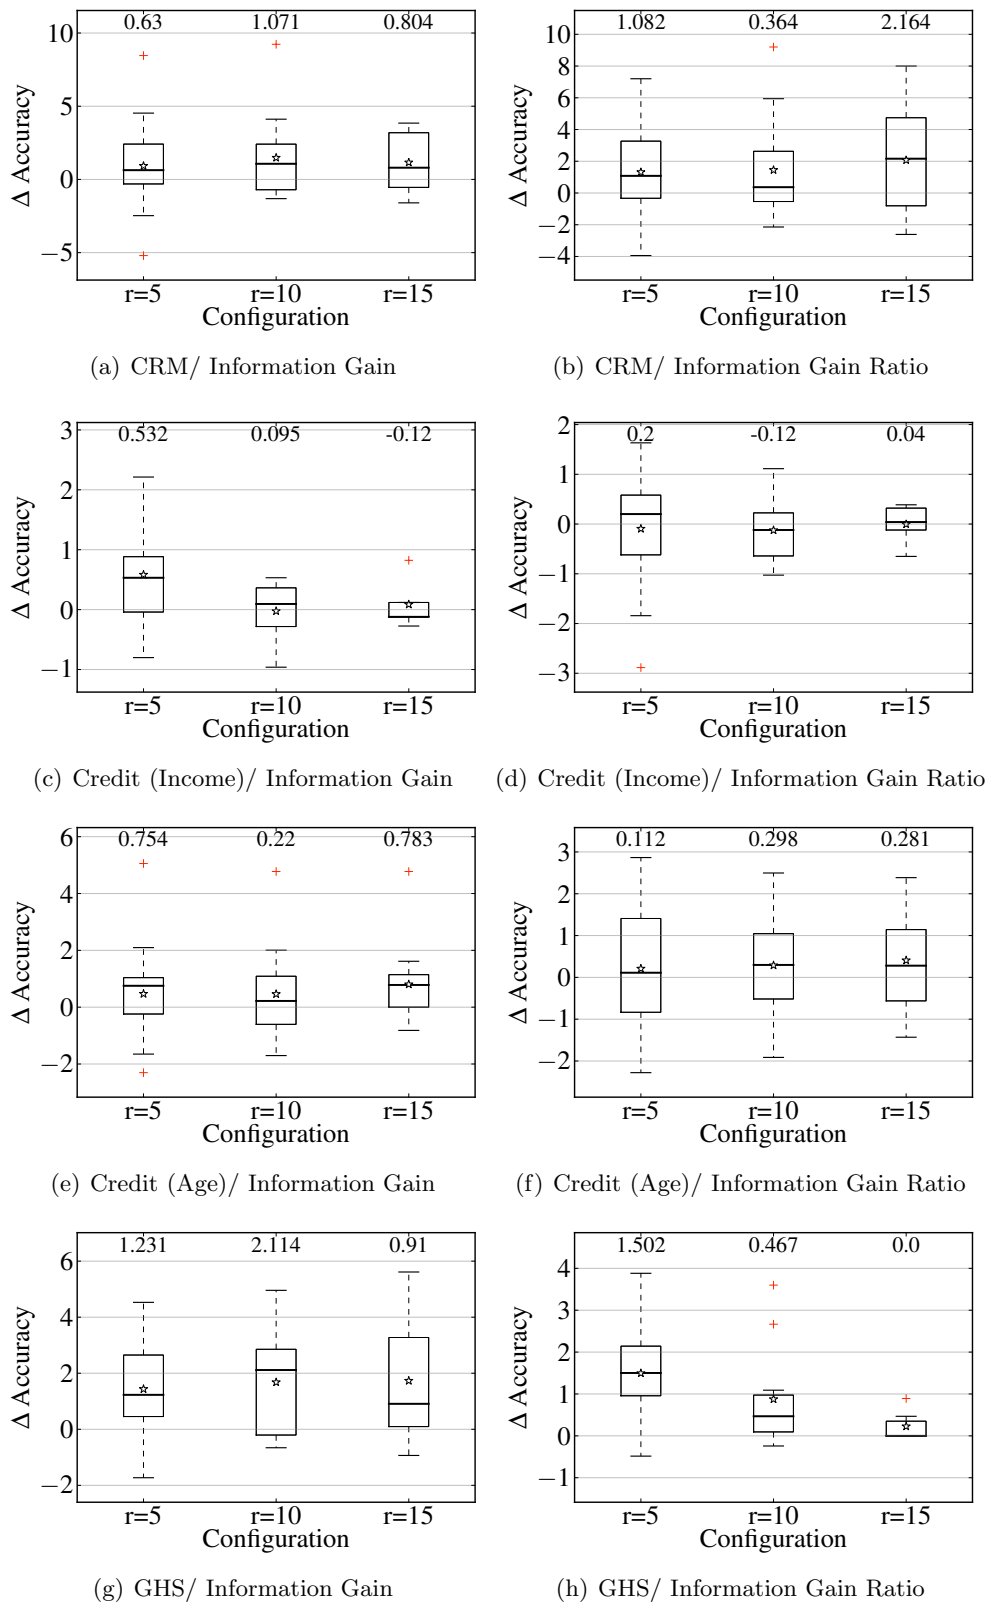 0.63 1.071 0.804
10
5
0
−5
Δ Accuracy
r=5 r=10 r=15
Configuration
(a) CRM/ Information Gain
1.082 0.364 2.164
10
8
6
4
2
0
−2
−4
Δ Accuracy
r=5 r=10 r=15
Configuration
(b) CRM/ Information Gain Ratio
0.532 0.095 -0.12
3
2
1
0
−1
Δ Accuracy
r=5 r=10 r=15
Configuration
(c) Credit (Income)/ Information Gain
0.2 -0.12 0.04
2
1
0
−1
−2
−3
Δ Accuracy
r=5 r=10 r=15
Configuration
(d) Credit (Income)/ Information Gain Ratio
0.754 0.22 0.783
6
4
2
0
−2
Δ Accuracy
r=5 r=10 r=15
Configuration
(e) Credit (Age)/ Information Gain
0.112 0.298 0.281
3
2
1
0
−1
−2
Δ Accuracy
r=5 r=10 r=15
Configuration
(f) Credit (Age)/ Information Gain Ratio
1.231 2.114 0.91
6
4
2
0
−2
Δ Accuracy
r=5 r=10 r=15
Configuration
(g) GHS/ Information Gain
1.502 0.467 0.0
4
3
2
1
0
−1
Δ Accuracy
r=5 r=10 r=15
Configuration
(h) GHS/ Information Gain Ratio